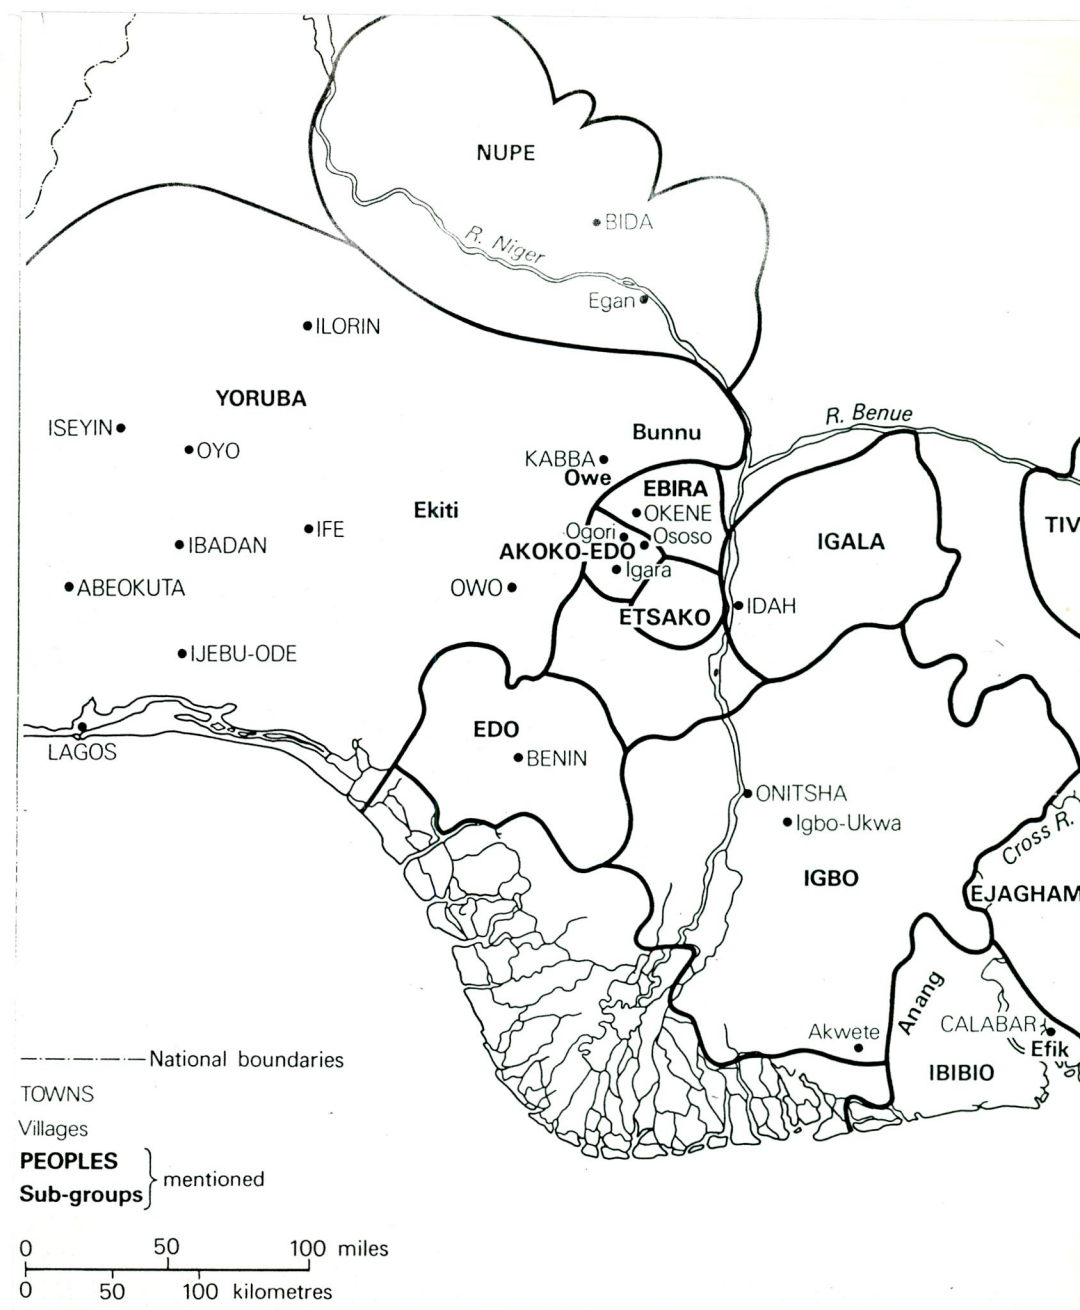 NUPE
BIDA
R. Niger
Egan
ILORIN
YORUBA
R. Benue
ISEYIN
OYO
Bunnu
KABBA
Owe
EBIRA
Ekiti
OKENE
TIV
IFE
Ogori
Ososo
IBADAN
AKOKO-EDO
IGALA
Igara
ABEOKUTA
OWO
IDAH
ETSAKO
IJEBU-ODE
EDO
LAGOS
BENIN
ONITSHA
Igbo-Ukwa
Cross R.
IGBO
EJAGHAM
Anang
Akwete
CALABAR
Efik
IBIBIO
National boundaries
TOWNS
Villages
PEOPLES
Sub-groups
mentioned
0 50 100 miles
0 50 100 kilometres